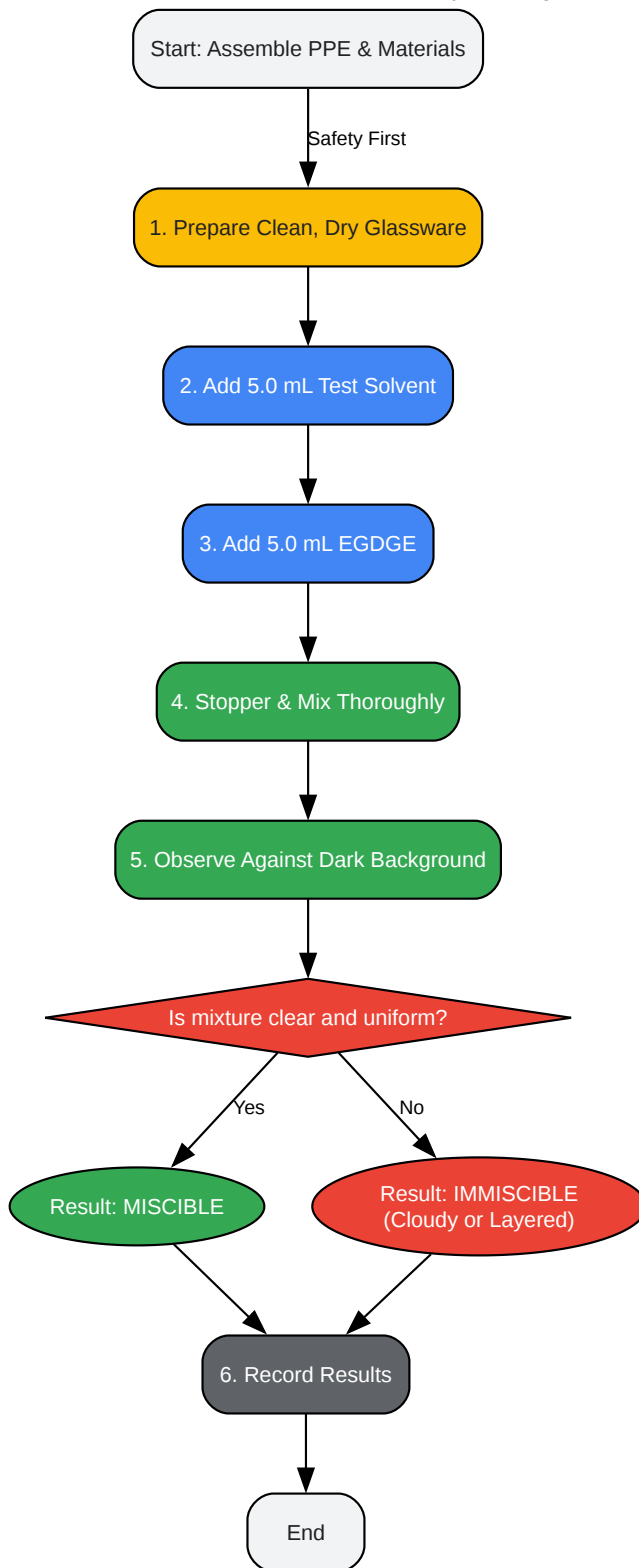 Start: Assemble PPE & Materials
Safety First
1. Prepare Clean, Dry Glassware
2. Add 5.0 mL Test Solvent
3. Add 5.0 mL EGDGE
4. Stopper & Mix Thoroughly
5. Observe Against Dark Background
Is mixture clear and uniform?
Yes
No
Result: MISCIBLE
Result: IMMISCIBLE
(Cloudy or Layered)
6. Record Results
End